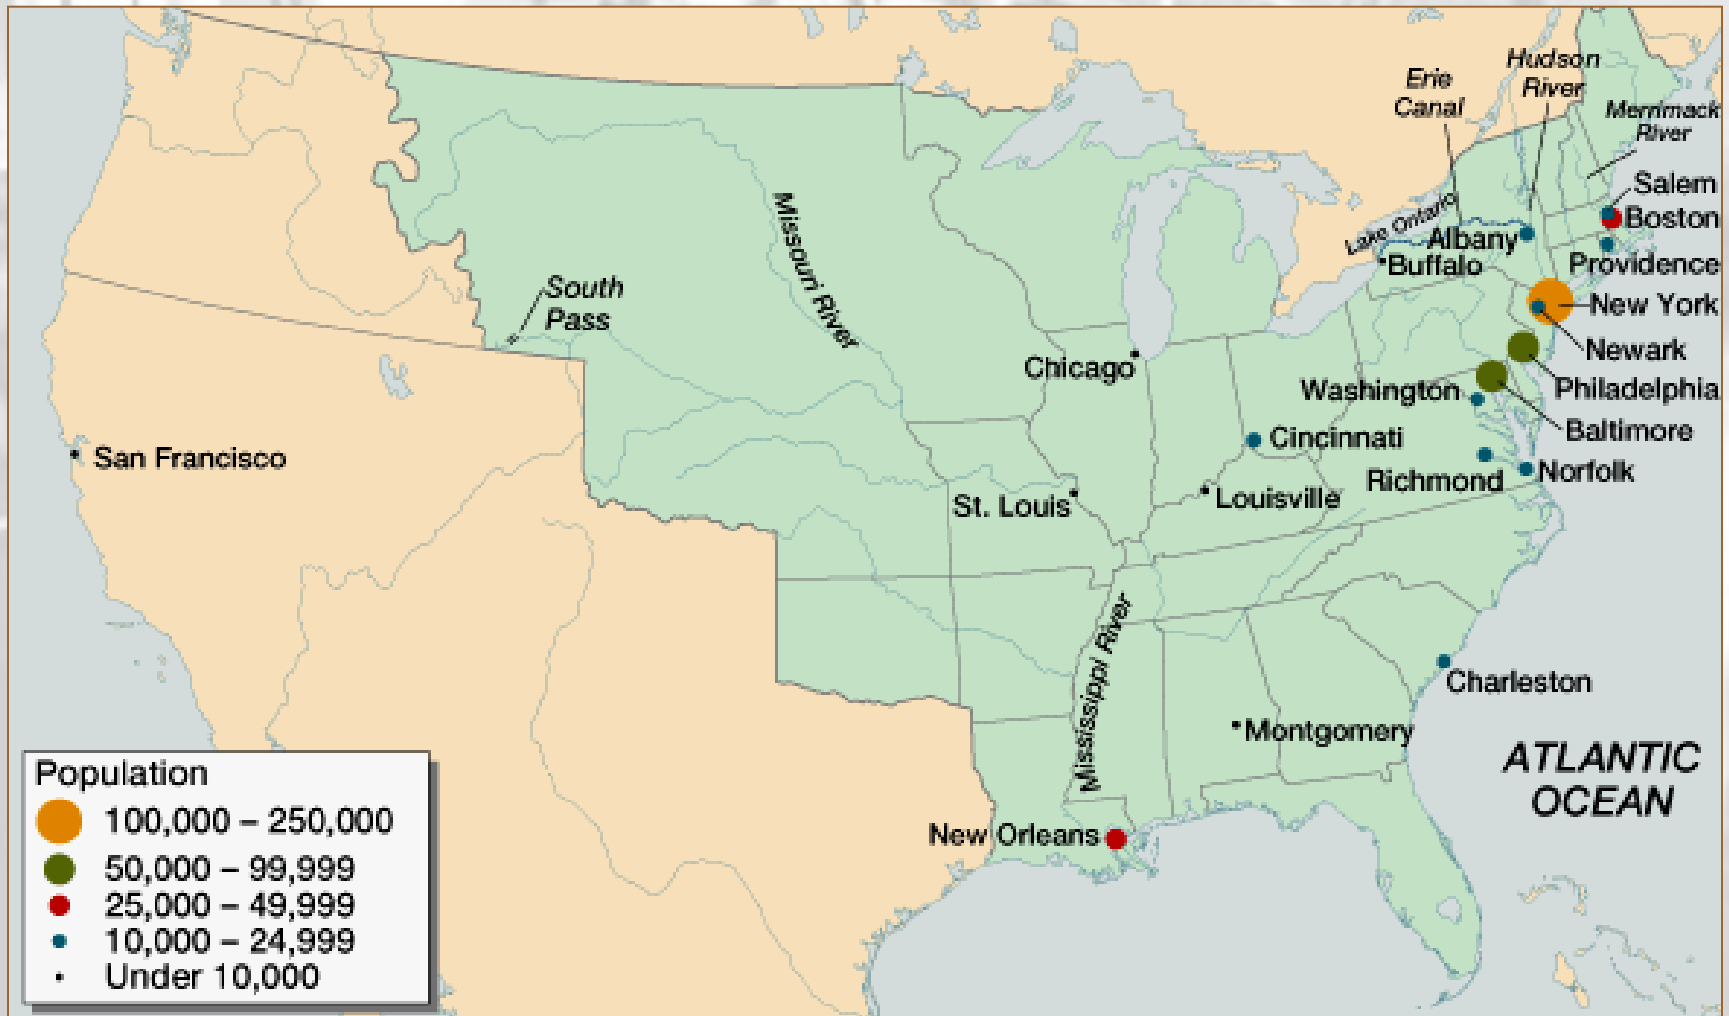 Hudson
River
Erie
Canal
Merrimack
River
Salem
Boston
Lake Ontario
Albany
Buffalo
Providence
Missouri River
South
Pass
New York
Newark
Chicago
Washington
Philadelphia
Baltimore
Cincinnati
San Francisco
Richmond
Norfolk
St. Louis
Louisville
Mississippi River
Charleston
Montgomery
ATLANTIC
OCEAN
New Orleans
Population
100,000 – 250,000
50,000 – 99,999
25,000 – 49,999
10,000 – 24,999
Under 10,000